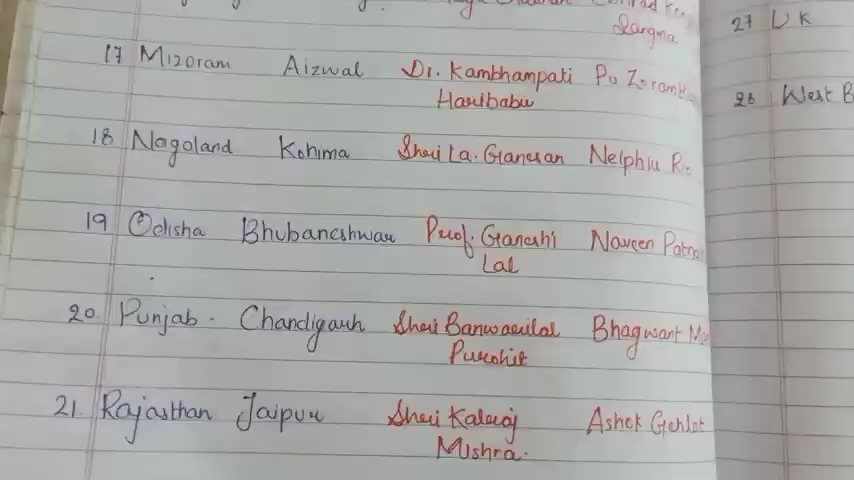 Sangma.
27 UK
17 Mizoram Aizwal Dr. Kambhampati Pu
Haribabu
26 West B
18 Nagaland Kohima Shri La. Ganesan Nelphiu
19 Odisha Bhubaneshwar Prof. Ganeshi Naveen Patna
Lal
20. Punjab. Chandigarh Shri Banwarilal Bhagwant
Purohit
21. Rajasthan Jaipur Shri Kalraj Ashok Gehlot
Mishra.